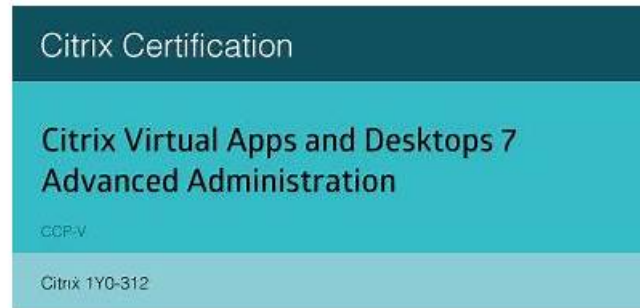 Citrix Certification
Citrix Virtual Apps and Desktops 7
Advanced Administration
CCP-V
Citrix 1Y0-312